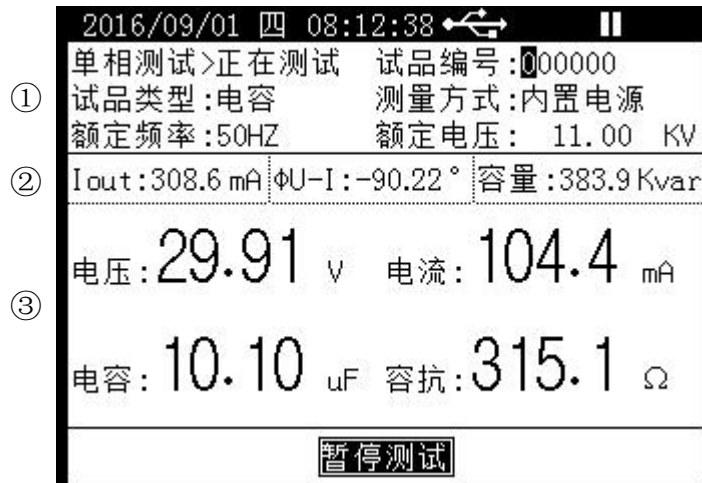 2016/09/01 四 08:12:38
单相测试>正在测试 试品编号:000000
① 试品类型:电容 测量方式:内置电源
额定频率:50HZ 额定电压: 11.00 KV
② Iout:308.6 mA ΦU-I:-90.22° 容量:383.9 Kvar
电压:29.91 V 电流:104.4 mA
③
电容:10.10 uF 容抗:315.1 Ω
暂停测试